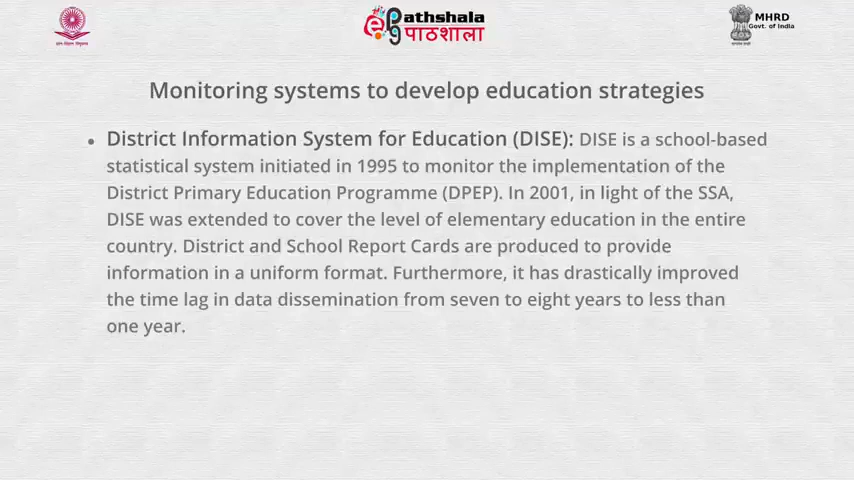 ePathshala
पाठशाला
MHRD
Govt. of India
Monitoring systems to develop education strategies
• District Information System for Education (DISE): DISE is a school-based
statistical system initiated in 1995 to monitor the implementation of the
District Primary Education Programme (DPEP). In 2001, in light of the SSA,
DISE was extended to cover the level of elementary education in the entire
country. District and School Report Cards are produced to provide
information in a uniform format. Furthermore, it has drastically improved
the time lag in data dissemination from seven to eight years to less than
one year.